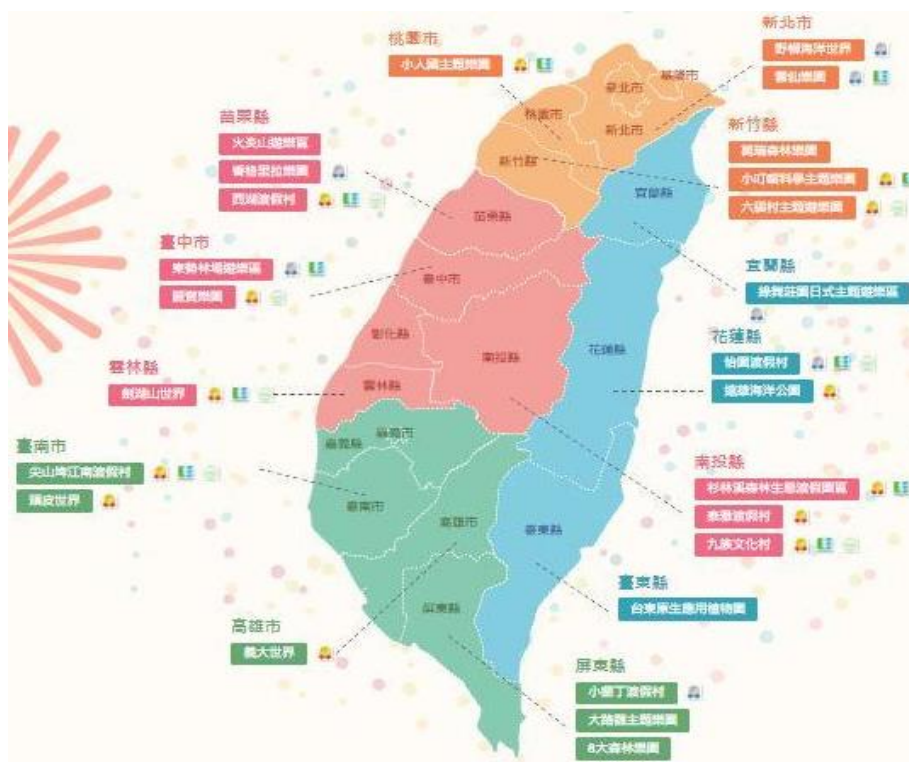 桃園市
小人國主題樂園
新北市
野柳海洋世界
雲仙樂園
苗栗縣
火炎山遊樂區
香格里拉樂園
西湖渡假村
新竹縣
萬瑞森林樂園
小叮噹科學主題樂園
六福村主題遊樂園
臺中市
東勢林場遊樂區
麗寶樂園
宜蘭縣
綠舞莊園日式主題遊樂區
花蓮縣
怡園渡假村
遠雄海洋公園
雲林縣
劍湖山世界
臺南市
尖山埤江南渡假村
頑皮世界
南投縣
杉林溪森林生態渡假園區
泰雅渡假村
九族文化村
臺東縣
台東原生應用植物園
高雄市
義大世界
屏東縣
小墾丁渡假村
大路觀主題樂園
8大森林樂園
基隆市
臺北市
桃園市
新北市
新竹縣
宜蘭縣
苗栗縣
臺中市
彰化縣
南投縣
花蓮縣
雲林縣
嘉義市
嘉義縣
臺南市
高雄市
臺東縣
屏東縣